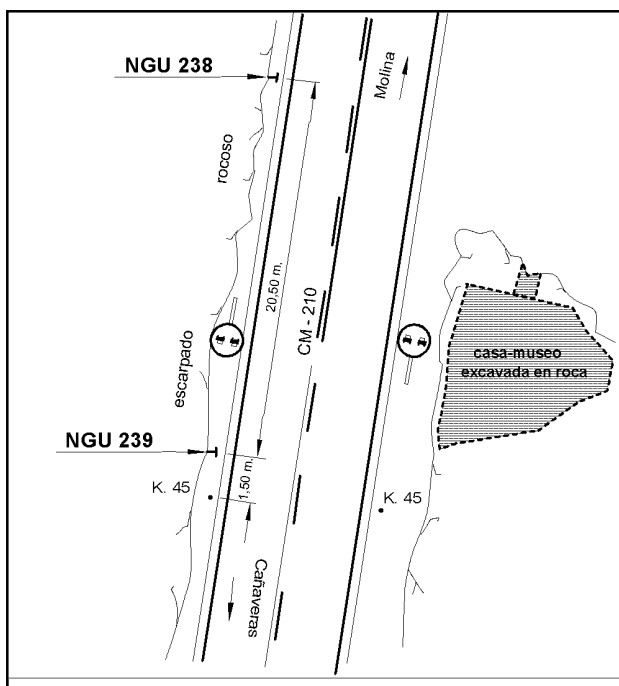 NGU 238
Molina
rocoso
20,50 m.
CM - 210
escarpado
casa-museo
excavada en roca
NGU 239
1,50 m.
K. 45
K. 45
Cañaveras